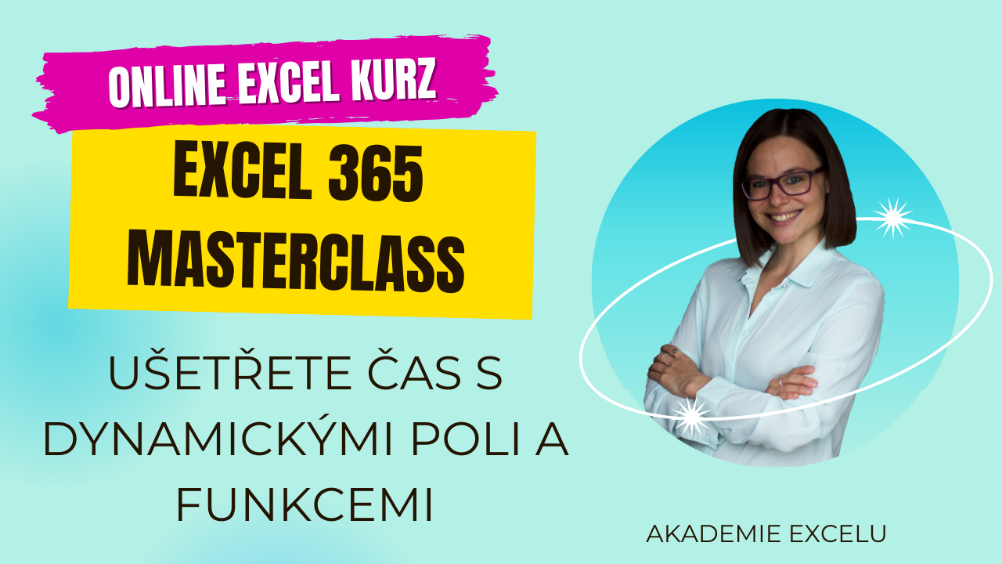 ONLINE EXCEL KURZ
EXCEL 365
MASTERCLASS
UŠETŘETE ČAS S
DYNAMICKÝMI POLI A
FUNKCEMI
AKADEMIE EXCELU